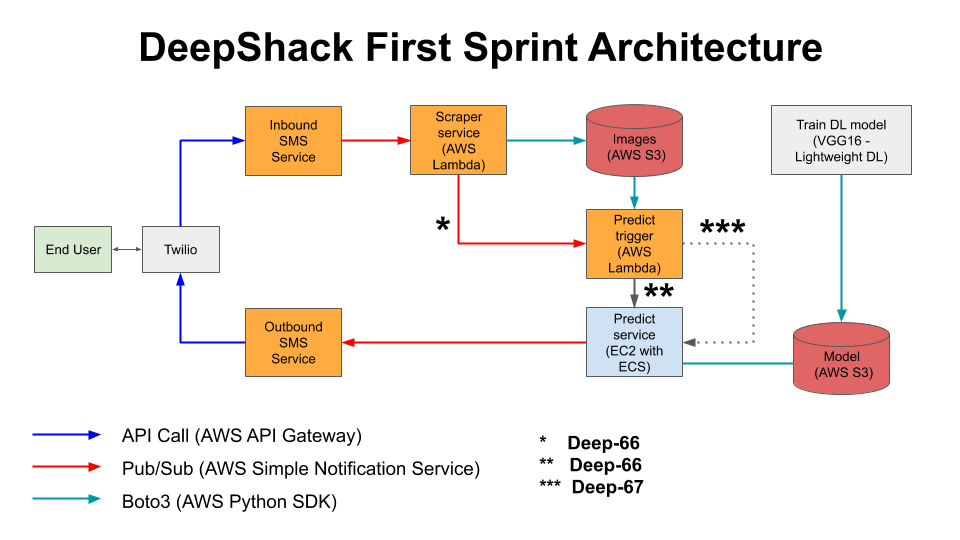 DeepShack First Sprint Architecture
Inbound
SMS
Service
Scraper
service
(AWS
Lambda)
Images
(AWS S3)
Train DL model
(VGG16 -
Lightweight DL)
*
Predict
trigger
(AWS
Lambda)
***
End User
Twilio
**
Outbound
SMS
Service
Predict
service
(EC2 with
ECS)
Model
(AWS S3)
API Call (AWS API Gateway)
Pub/Sub (AWS Simple Notification Service)
Boto3 (AWS Python SDK)
* Deep-66
** Deep-66
*** Deep-67